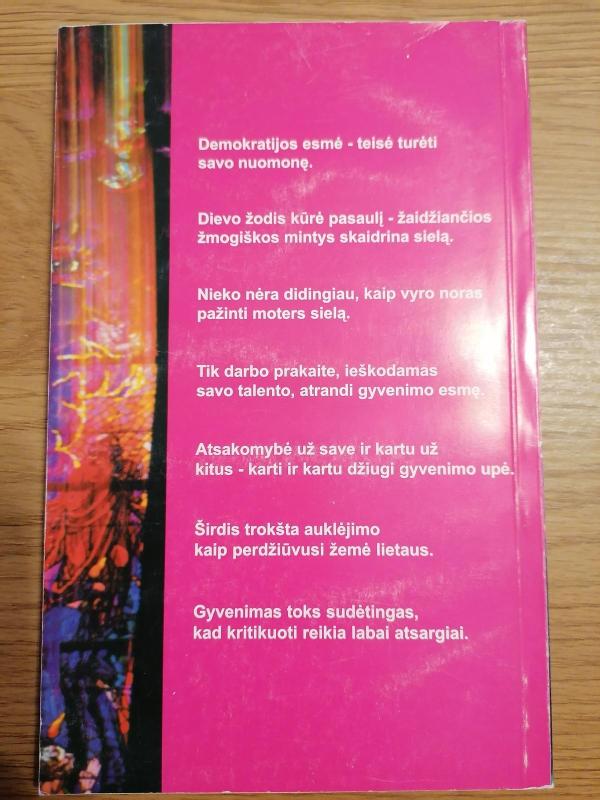 Demokratijos esmė - teisė turėti
savo nuomonę.
Dievo žodis kūrė pasaulį - žaidžiančios
žmogiškos mintys skaidrina sielą.
Nieko nėra didingiau, kaip vyro noras
pažinti moters sielą.
Tik darbo prakaite, ieškodamas
savo talento, atrandi gyvenimo esmę.
Atsakomybė už save ir kartu už
kitus - karti ir kartu džiugi gyvenimo upė.
Širdis trokšta auklėjimo
kaip perdžiūvusi žemė lietaus.
Gyvenimas toks sudėtingas,
kad kritikuoti reikia labai atsargiai.